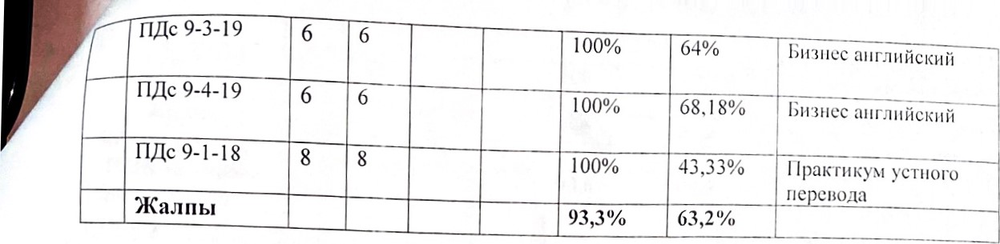 ПДс 9-3-19 6 6 100% 64% Бизнес английский
ПДс 9-4-19 6 6 100% 68,18% Бизнес английский
ПДс 9-1-18 8 8 100% 43,33% Практикум устного
перевода
Жалпы 93,3% 63,2%